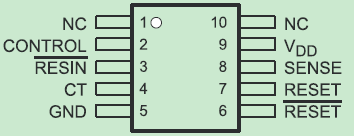 NC 1 10 NC
CONTROL 2 9 VDD
RESIN 3 8 SENSE
CT 4 7 RESET
GND 5 6 RESET